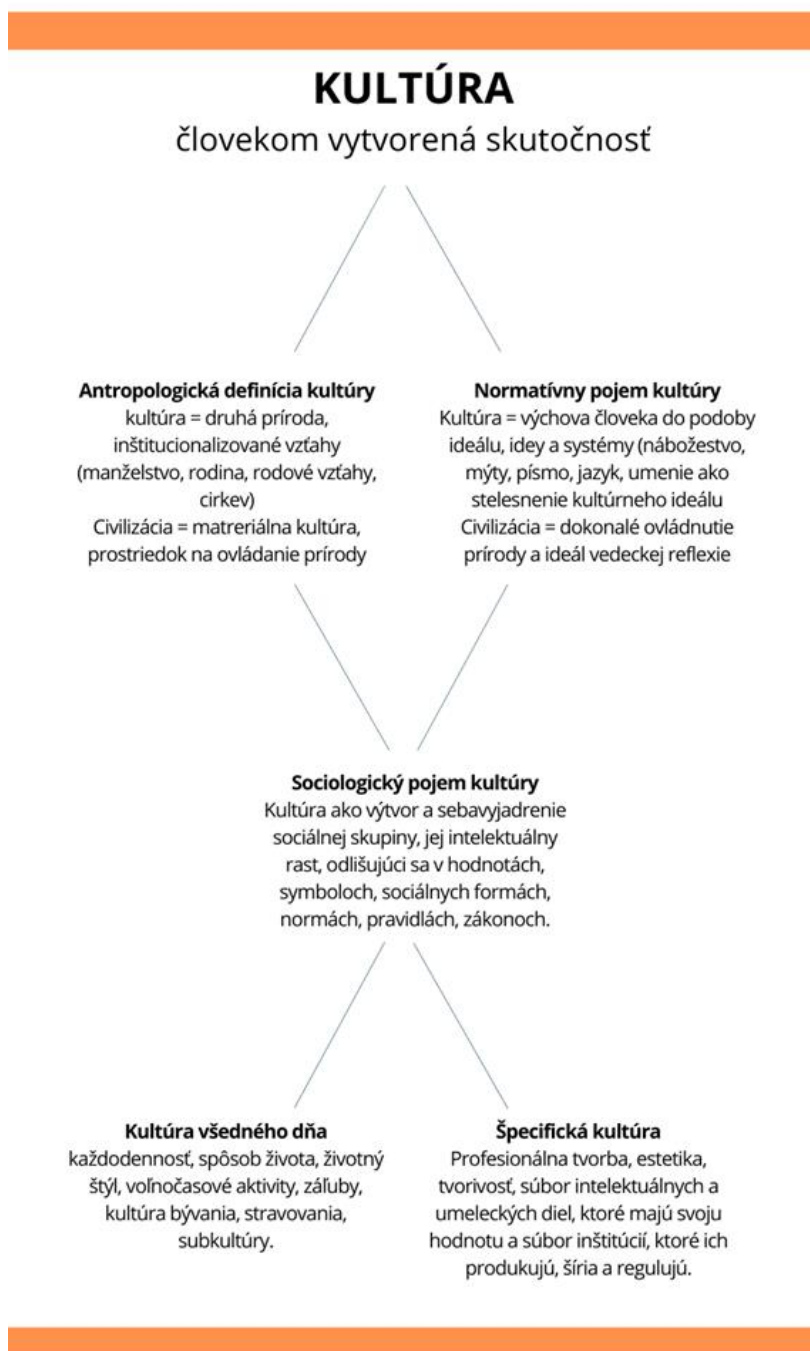 KULTÚRA
človekom vytvorená skutočnosť
Antropologická definícia kultúry
kultúra = druhá príroda,
inštitucionalizované vzťahy
(manželstvo, rodina, rodové vzťahy,
cirkev)
Civilizácia = matreriálna kultúra,
prostriedok na ovládanie prírody
Normatívny pojem kultúry
Kultúra = výchova človeka do podoby
ideálu, idey a systémy (nábožestvo,
mýty, písmo, jazyk, umenie ako
stelesnenie kultúrneho ideálu
Civilizácia = dokonalé ovládnutie
prírody a ideál vedeckej reflexie
Sociologický pojem kultúry
Kultúra ako výtvor a sebavyjadrenie
sociálnej skupiny, jej intelektuálny
rast, odlišujúci sa v hodnotách,
symboloch, sociálnych formách,
normách, pravidlách, zákonoch.
Kultúra všedného dňa
každodennosť, spôsob života, životný
štýl, voľnočasové aktivity, záľuby,
kultúra bývania, stravovania,
subkultúry.
Špecifická kultúra
Profesionálna tvorba, estetika,
tvorivosť, súbor intelektuálnych a
umeleckých diel, ktoré majú svoju
hodnotu a súbor inštitúcií, ktoré ich
produkujú, šíria a regulujú.